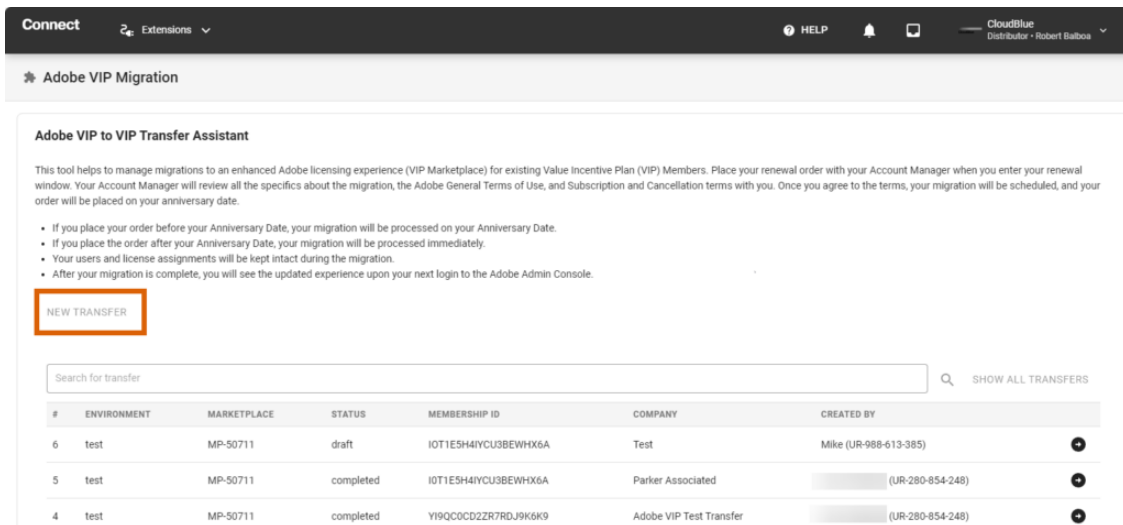 Connect
Extensions
HELP
CloudBlue
Distributor • Robert Balboa
Adobe VIP Migration
Adobe VIP to VIP Transfer Assistant
This tool helps to manage migrations to an enhanced Adobe licensing experience (VIP Marketplace) for existing Value Incentive Plan (VIP) Members. Place your renewal order with your Account Manager when you enter your renewal
window. Your Account Manager will review all the specifics about the migration, the Adobe General Terms of Use, and Subscription and Cancellation terms with you. Once you agree to the terms, your migration will be scheduled, and your
order will be placed on your anniversary date.
• If you place your order before your Anniversary Date, your migration will be processed on your Anniversary Date.
• If you place the order after your Anniversary Date, your migration will be processed immediately.
• Your users and license assignments will be kept intact during the migration.
• After your migration is complete, you will see the updated experience upon your next login to the Adobe Admin Console.
NEW TRANSFER
Search for transfer
SHOW ALL TRANSFERS
# ENVIRONMENT MARKETPLACE STATUS MEMBERSHIP ID COMPANY CREATED BY
6 test MP-50711 draft IOT1E5H4IYCU3BEWHX6A Test Mike (UR-988-613-385)
5 test MP-50711 completed I0T1E5H4IYCU3BEWHX6A Parker Associated (UR-280-854-248)
4 test MP-50711 completed YI9QC0CD2ZR7RDJ9K6K9 Adobe VIP Test Transfer (UR-280-854-248)